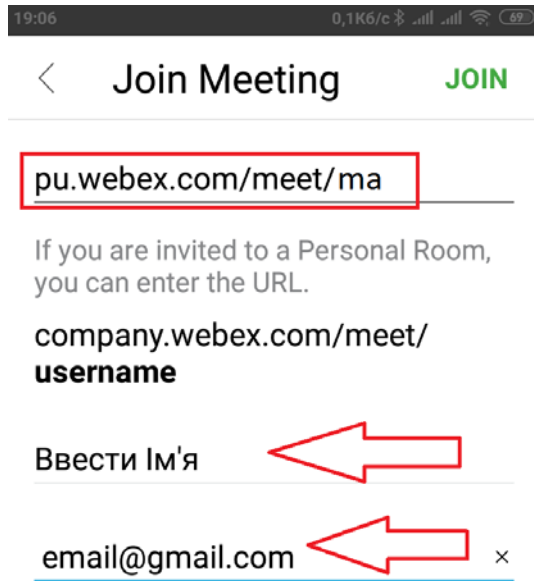 19:06 0,1Кб/с 69
Join Meeting JOIN
pu.webex.com/meet/ma
If you are invited to a Personal Room,
you can enter the URL.
company.webex.com/meet/
username
Ввести Ім'я
email@gmail.com ×